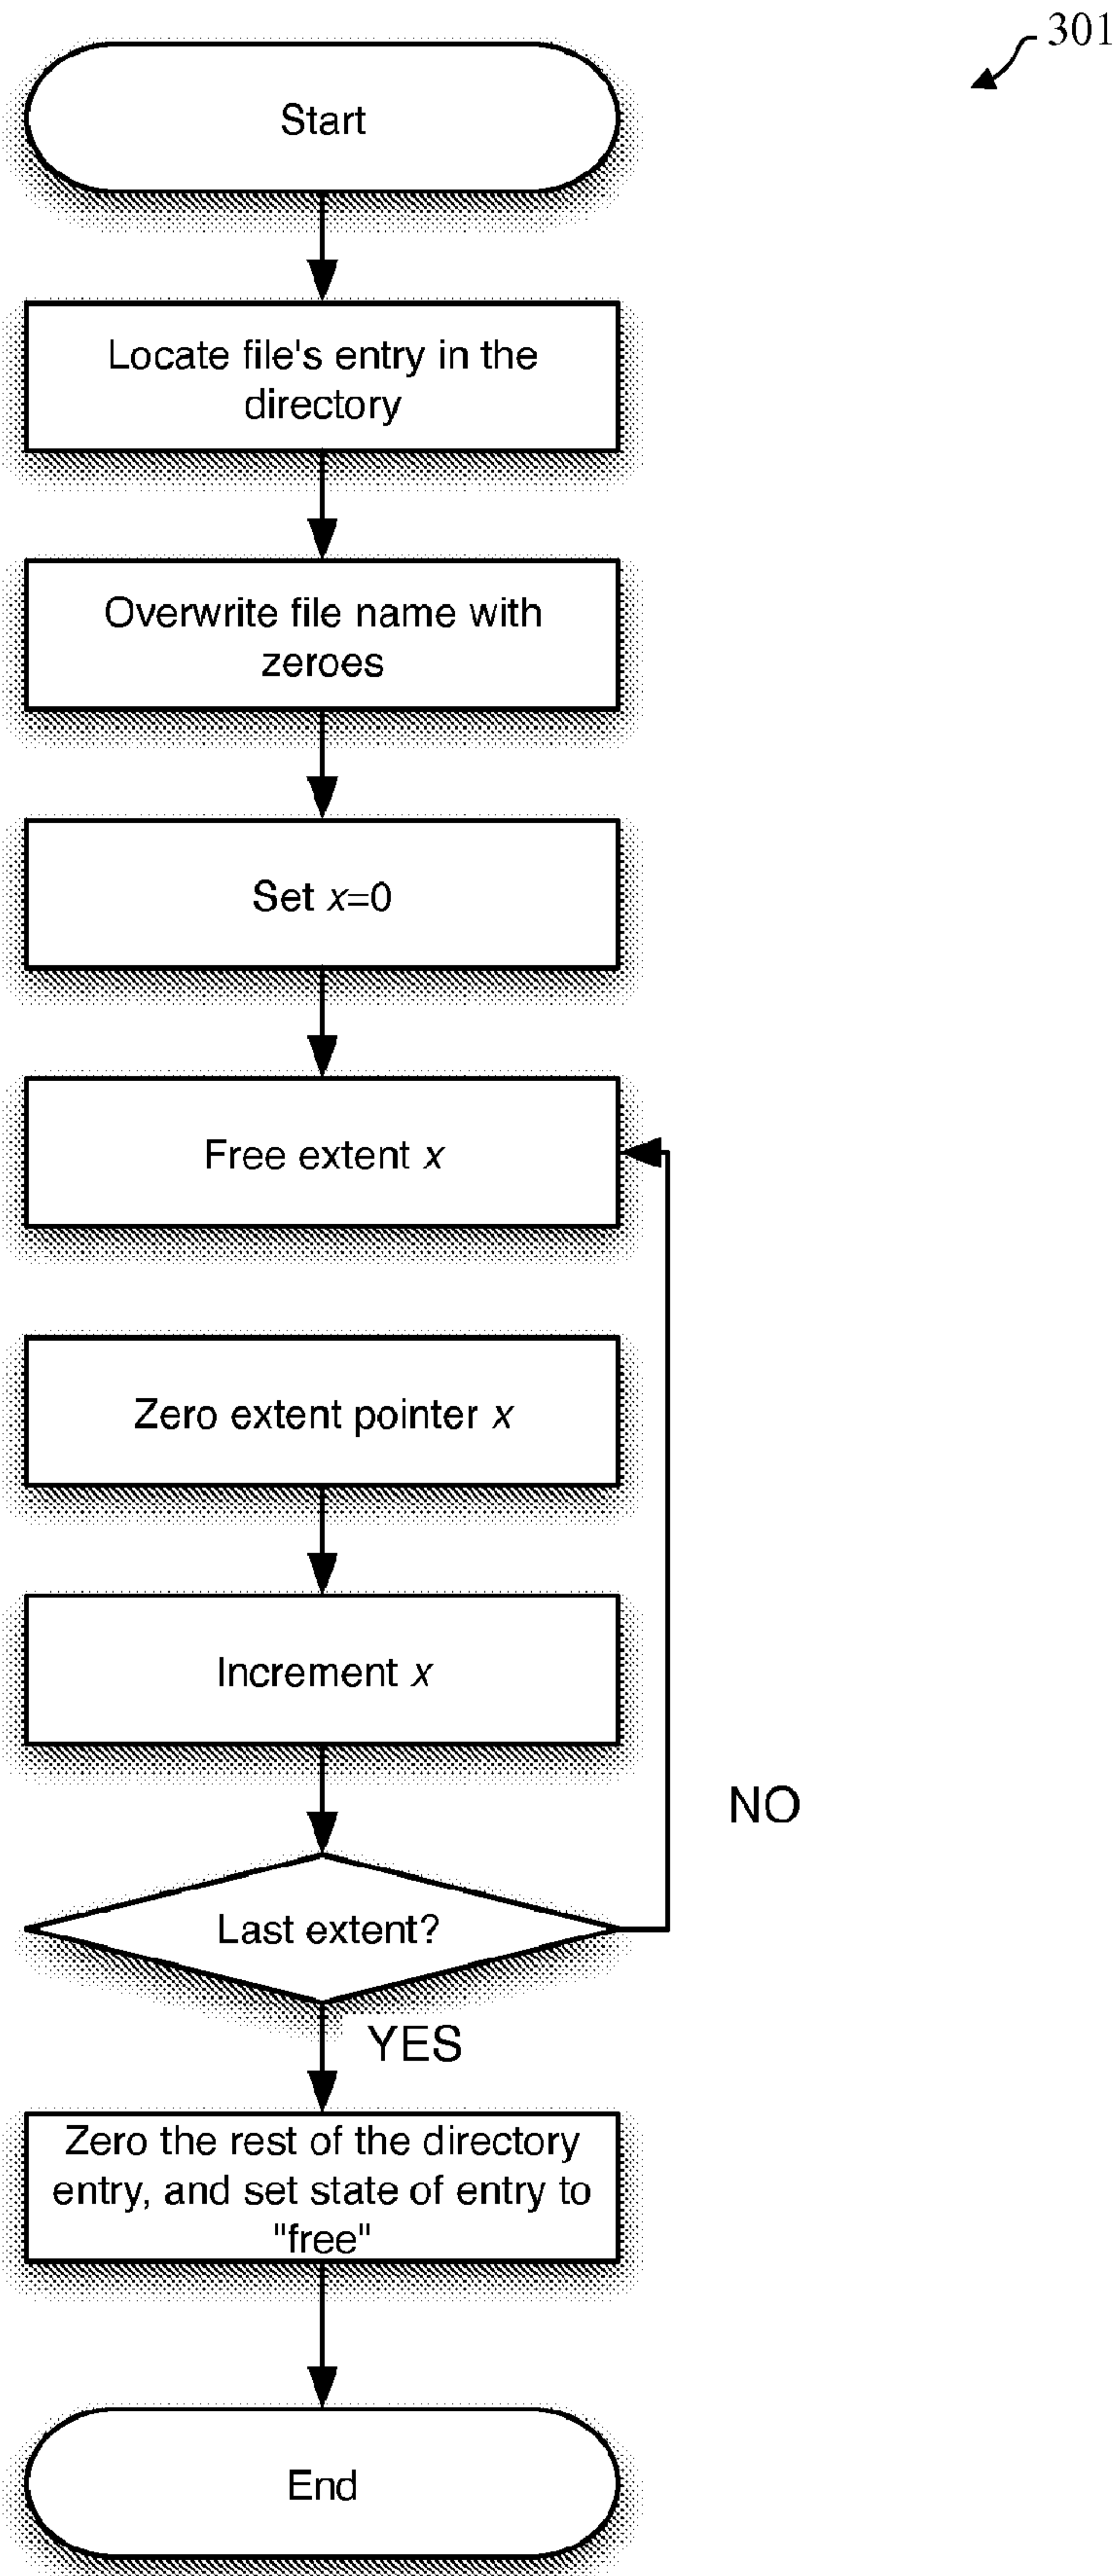 301
Start
Locate file's entry in the
directory
Overwrite file name with
zeroes
Set x=0
Free extent x
Zero extent pointer x
Increment x
NO
Last extent?
YES
Zero the rest of the directory
entry, and set state of entry to
"free"
End